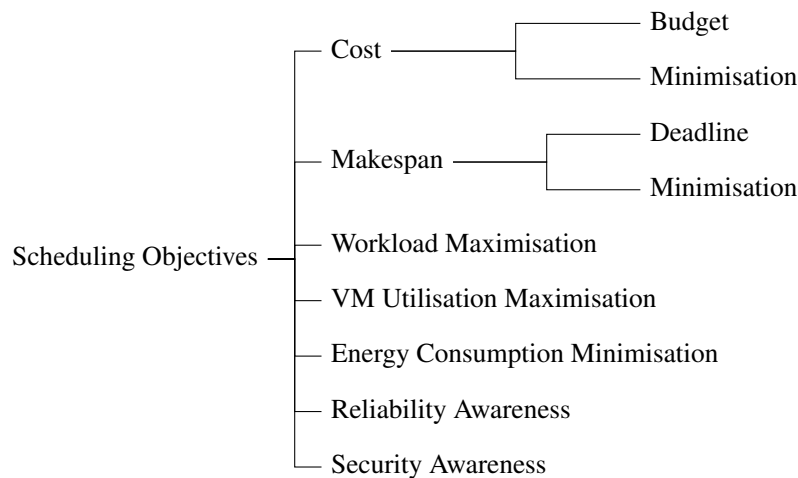 Budget
Cost
Minimisation
Deadline
Makespan
Minimisation
Workload Maximisation
Scheduling Objectives
VM Utilisation Maximisation
Energy Consumption Minimisation
Reliability Awareness
Security Awareness